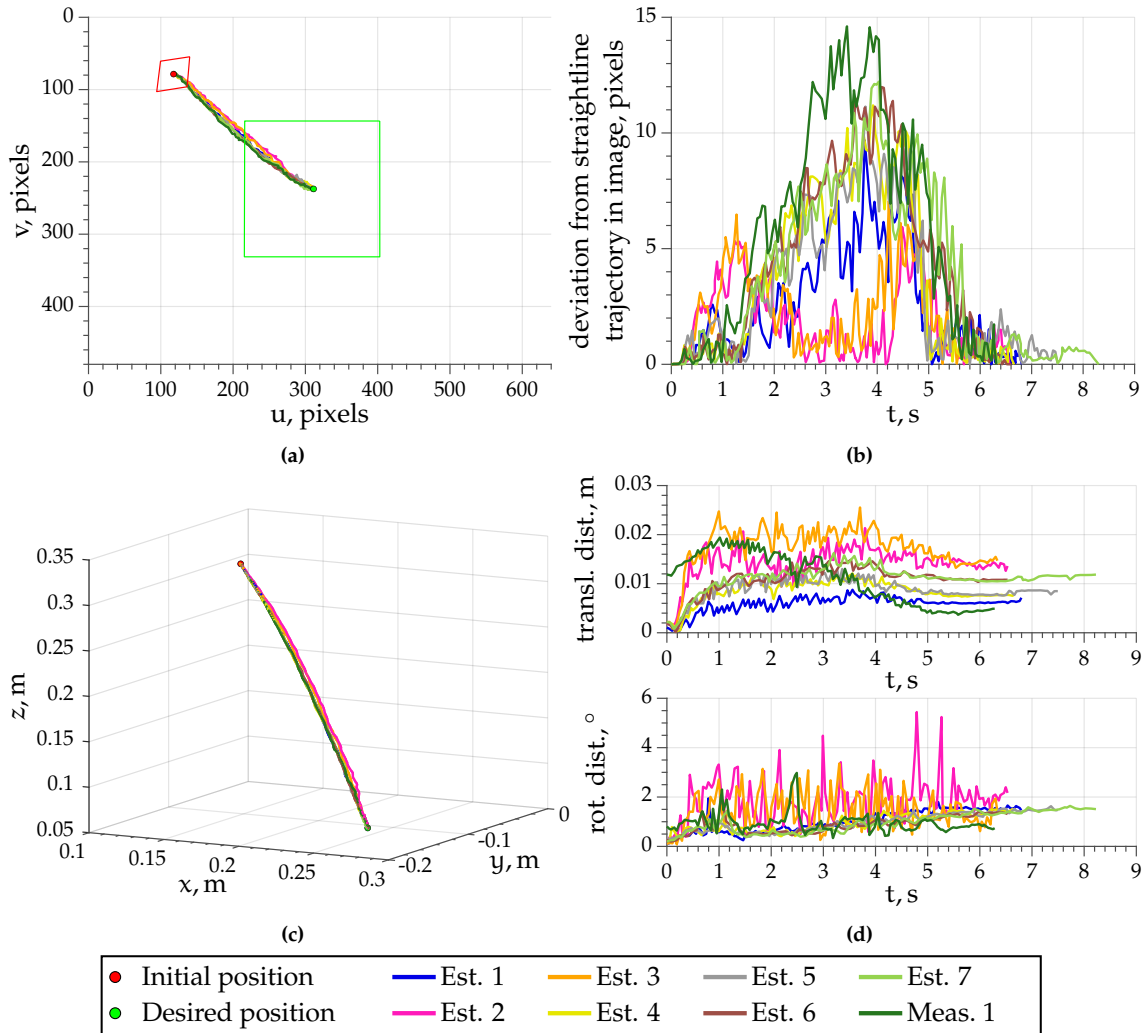 0
100
200
300
400
v, pixels
0 100 200 300 400 500 600
u, pixels
(a)
15
10
5
0
deviation from straightline
trajectory in image, pixels
0 1 2 3 4 5 6 7 8 9
t, s
(b)
0.35
0.3
0.25
0.2
0.15
0.1
0.05
z, m
0.1 0.15 0.2 0.25 0.3
x, m
-0.2 -0.1 0
y, m
(c)
0.03
0.02
0.01
0
transl. dist., m
0 1 2 3 4 5 6 7 8 9
t, s
6
4
2
0
rot. dist., °
0 1 2 3 4 5 6 7 8 9
t, s
(d)
Initial position Est. 1 Est. 3 Est. 5 Est. 7
Desired position Est. 2 Est. 4 Est. 6 Meas. 1